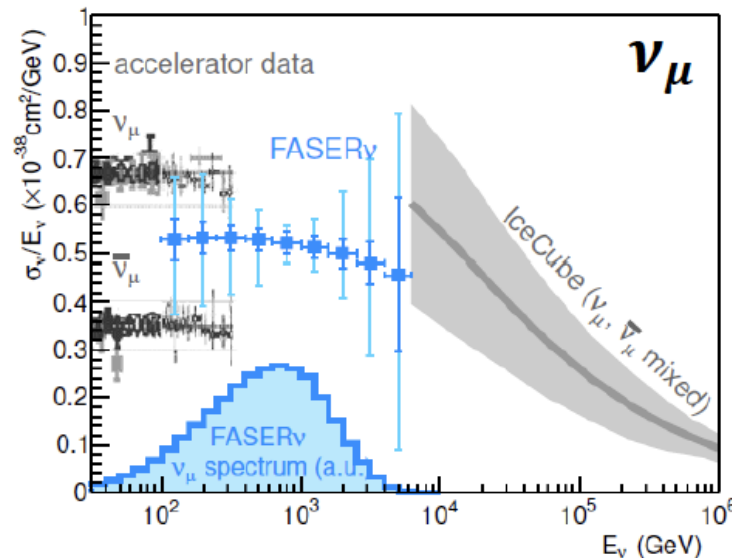 σ_ν/E_ν (×10⁻³⁸cm²/GeV)
1
0.9
0.8
0.7
0.6
0.5
0.4
0.3
0.2
0.1
0
accelerator data
ν_μ
ν_μ
FASERν
ν̅_μ
IceCube (ν_μ, ν̅_μ mixed)
FASERν
ν_μ spectrum (a.u.)
10²
10³
10⁴
10⁵
10⁶
E_ν (GeV)